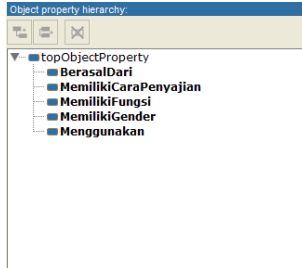 Object property hierarchy:
topObjectProperty
BerasalDari
MemilikiCaraPenyajian
MemilikiFungsi
MemilikiGender
Menggunakan